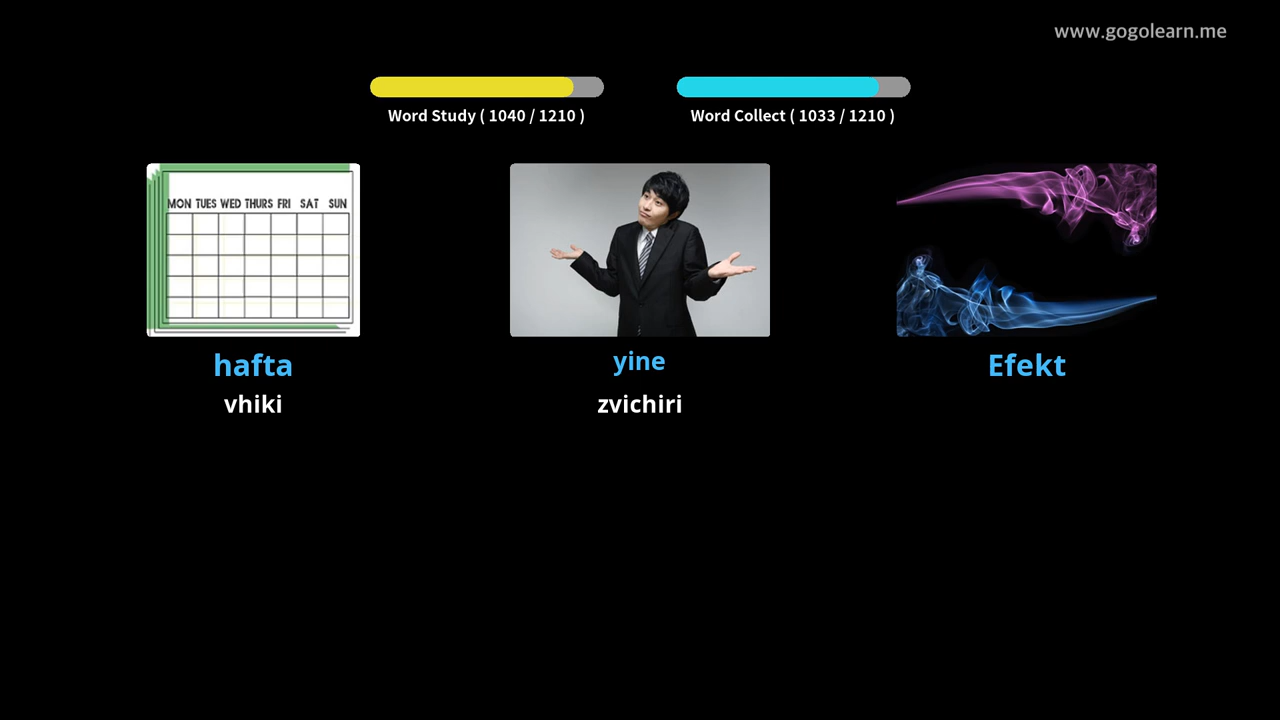 www.gogolearn.me
Word Study ( 1040 / 1210 )
Word Collect ( 1033 / 1210 )
MON TUES WED THURS FRI SAT SUN
hafta
vhiki
yine
zvichiri
Efekt